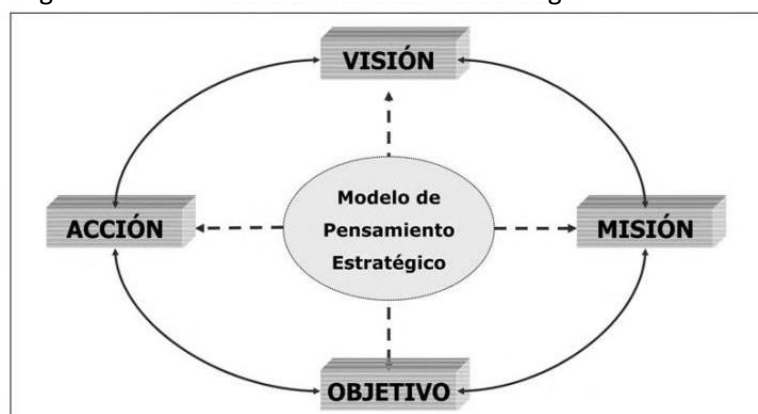 VISIÓN
ACCIÓN
Modelo de
Pensamiento
Estratégico
MISIÓN
OBJETIVO